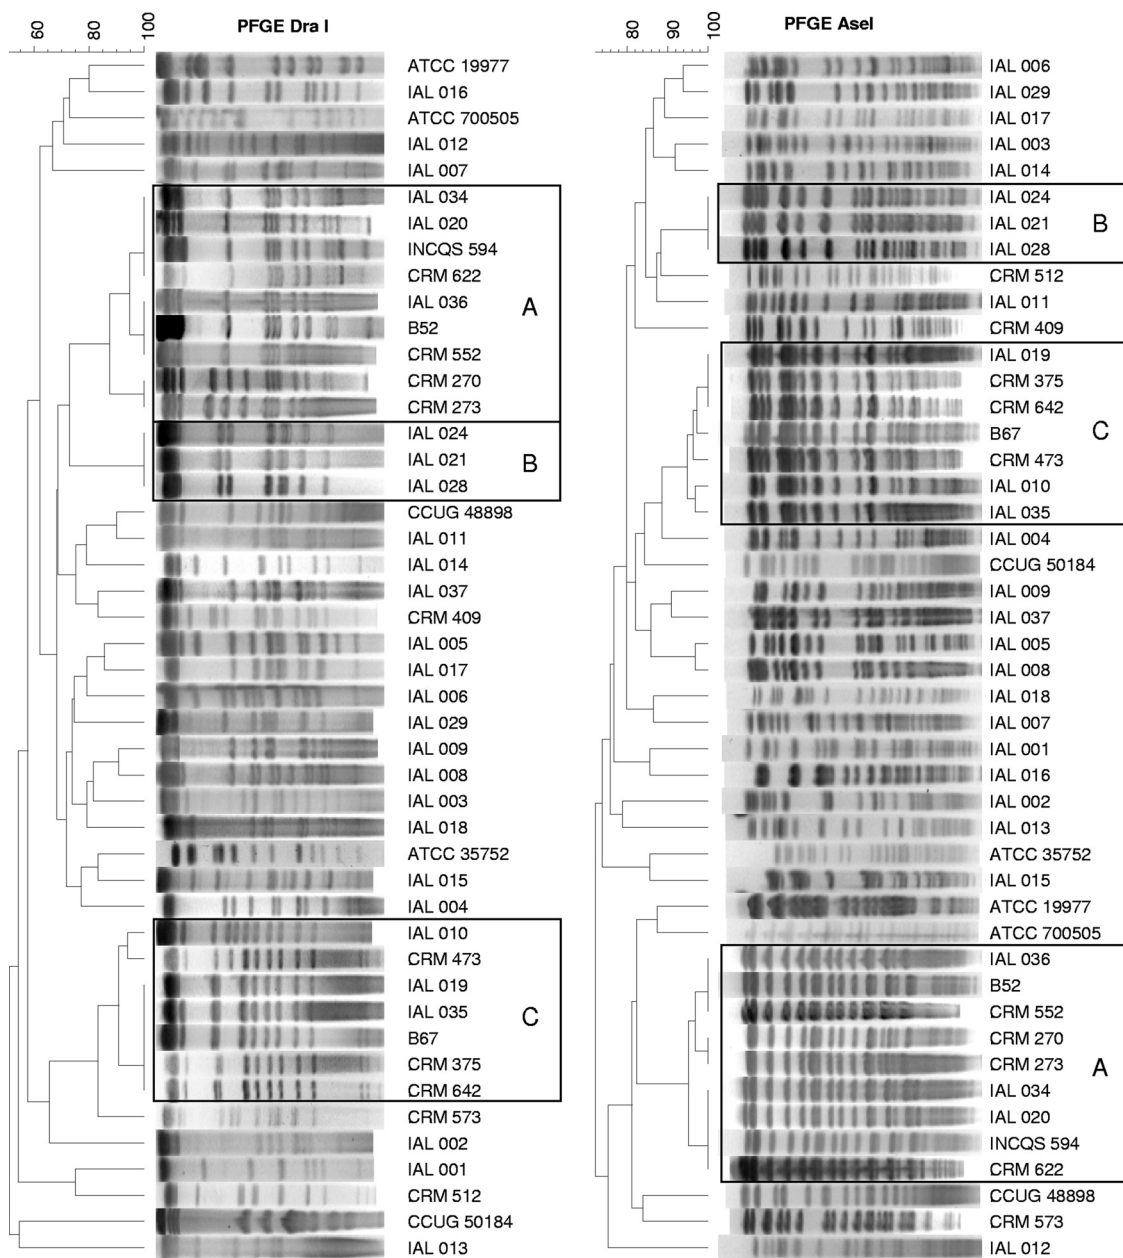 PFGE Dra I
60
80
100
ATCC 19977
IAL 016
ATCC 700505
IAL 012
IAL 007
IAL 034
IAL 020
INCQS 594
CRM 622
IAL 036
B52
CRM 552
CRM 270
CRM 273
A
IAL 024
IAL 021
IAL 028
B
CCUG 48898
IAL 011
IAL 014
IAL 037
CRM 409
IAL 005
IAL 017
IAL 006
IAL 029
IAL 009
IAL 008
IAL 003
IAL 018
ATCC 35752
IAL 015
IAL 004
IAL 010
CRM 473
IAL 019
IAL 035
B67
CRM 375
CRM 642
C
CRM 573
IAL 002
IAL 001
CRM 512
CCUG 50184
IAL 013
PFGE AseI
80
100
IAL 006
IAL 029
IAL 017
IAL 003
IAL 014
IAL 024
IAL 021
IAL 028
B
CRM 512
IAL 011
CRM 409
IAL 019
CRM 375
CRM 642
B67
CRM 473
IAL 010
IAL 035
C
IAL 004
CCUG 50184
IAL 009
IAL 037
IAL 005
IAL 008
IAL 018
IAL 007
IAL 001
IAL 016
IAL 002
IAL 013
ATCC 35752
IAL 015
ATCC 19977
ATCC 700505
IAL 036
B52
CRM 552
CRM 270
CRM 273
IAL 034
IAL 020
INCQS 594
CRM 622
A
CCUG 48898
CRM 573
IAL 012